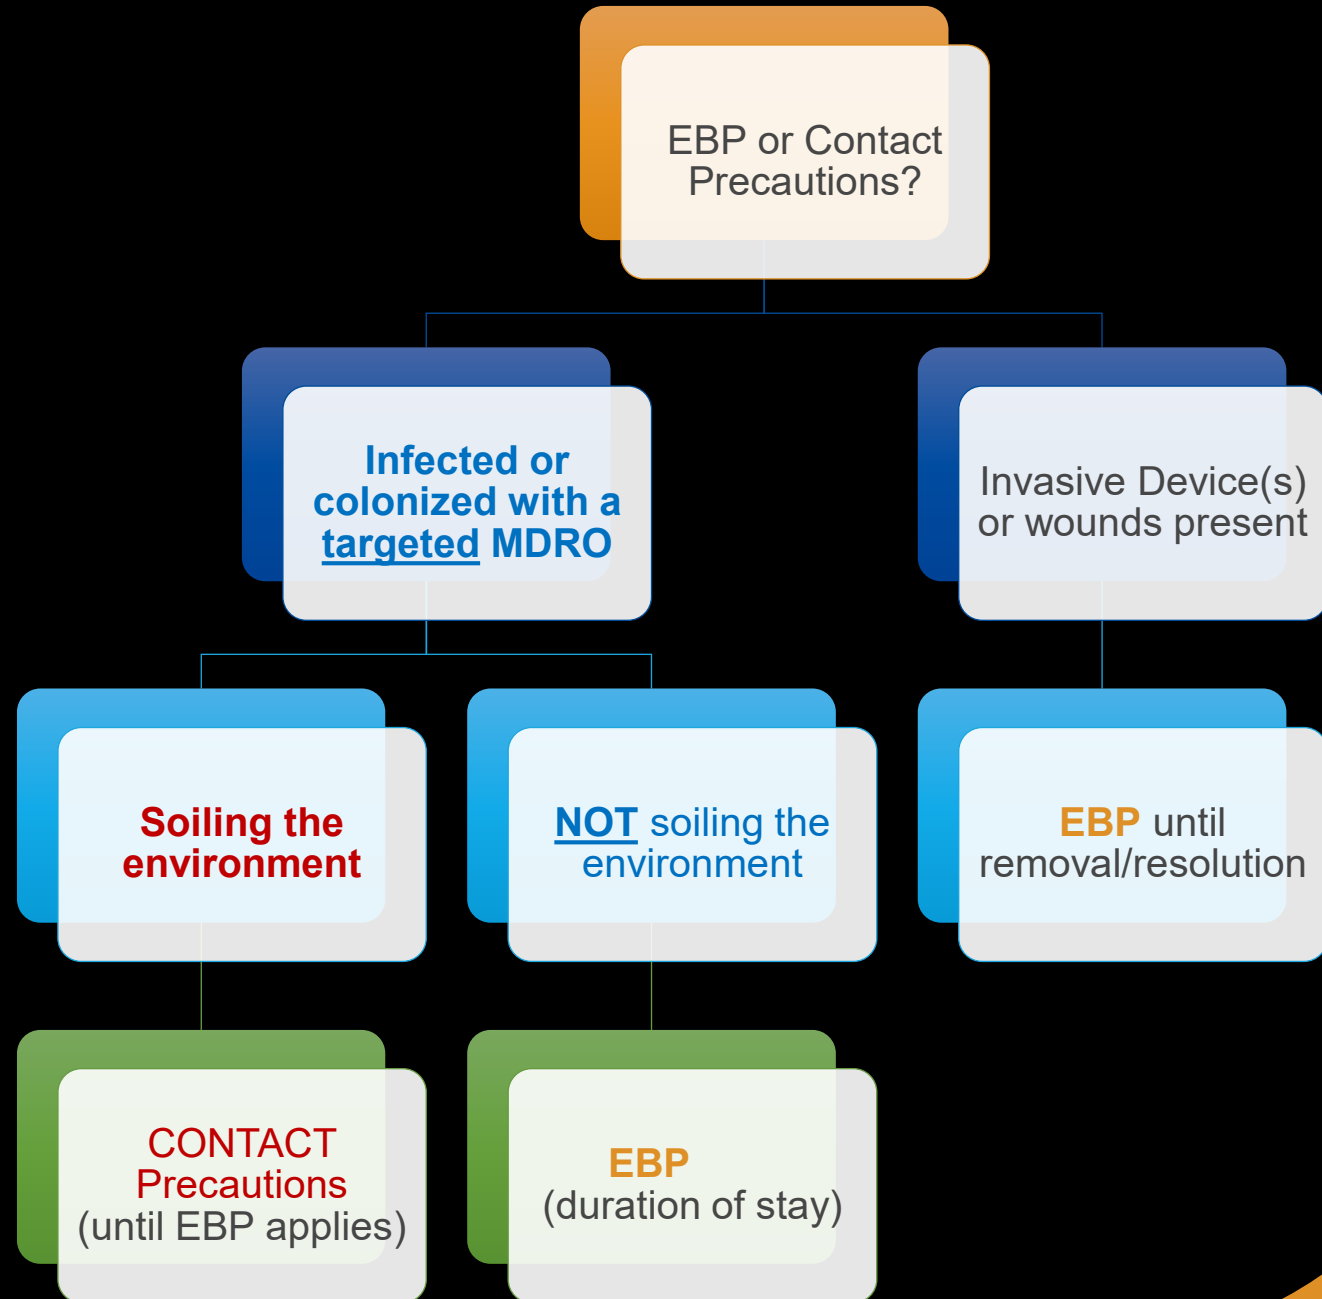 EBP or Contact
Precautions?
Infected or
colonized with a
targeted MDRO
Invasive Device(s)
or wounds present
Soiling the
environment
NOT soiling the
environment
EBP until
removal/resolution
CONTACT
Precautions
(until EBP applies)
EBP
(duration of stay)